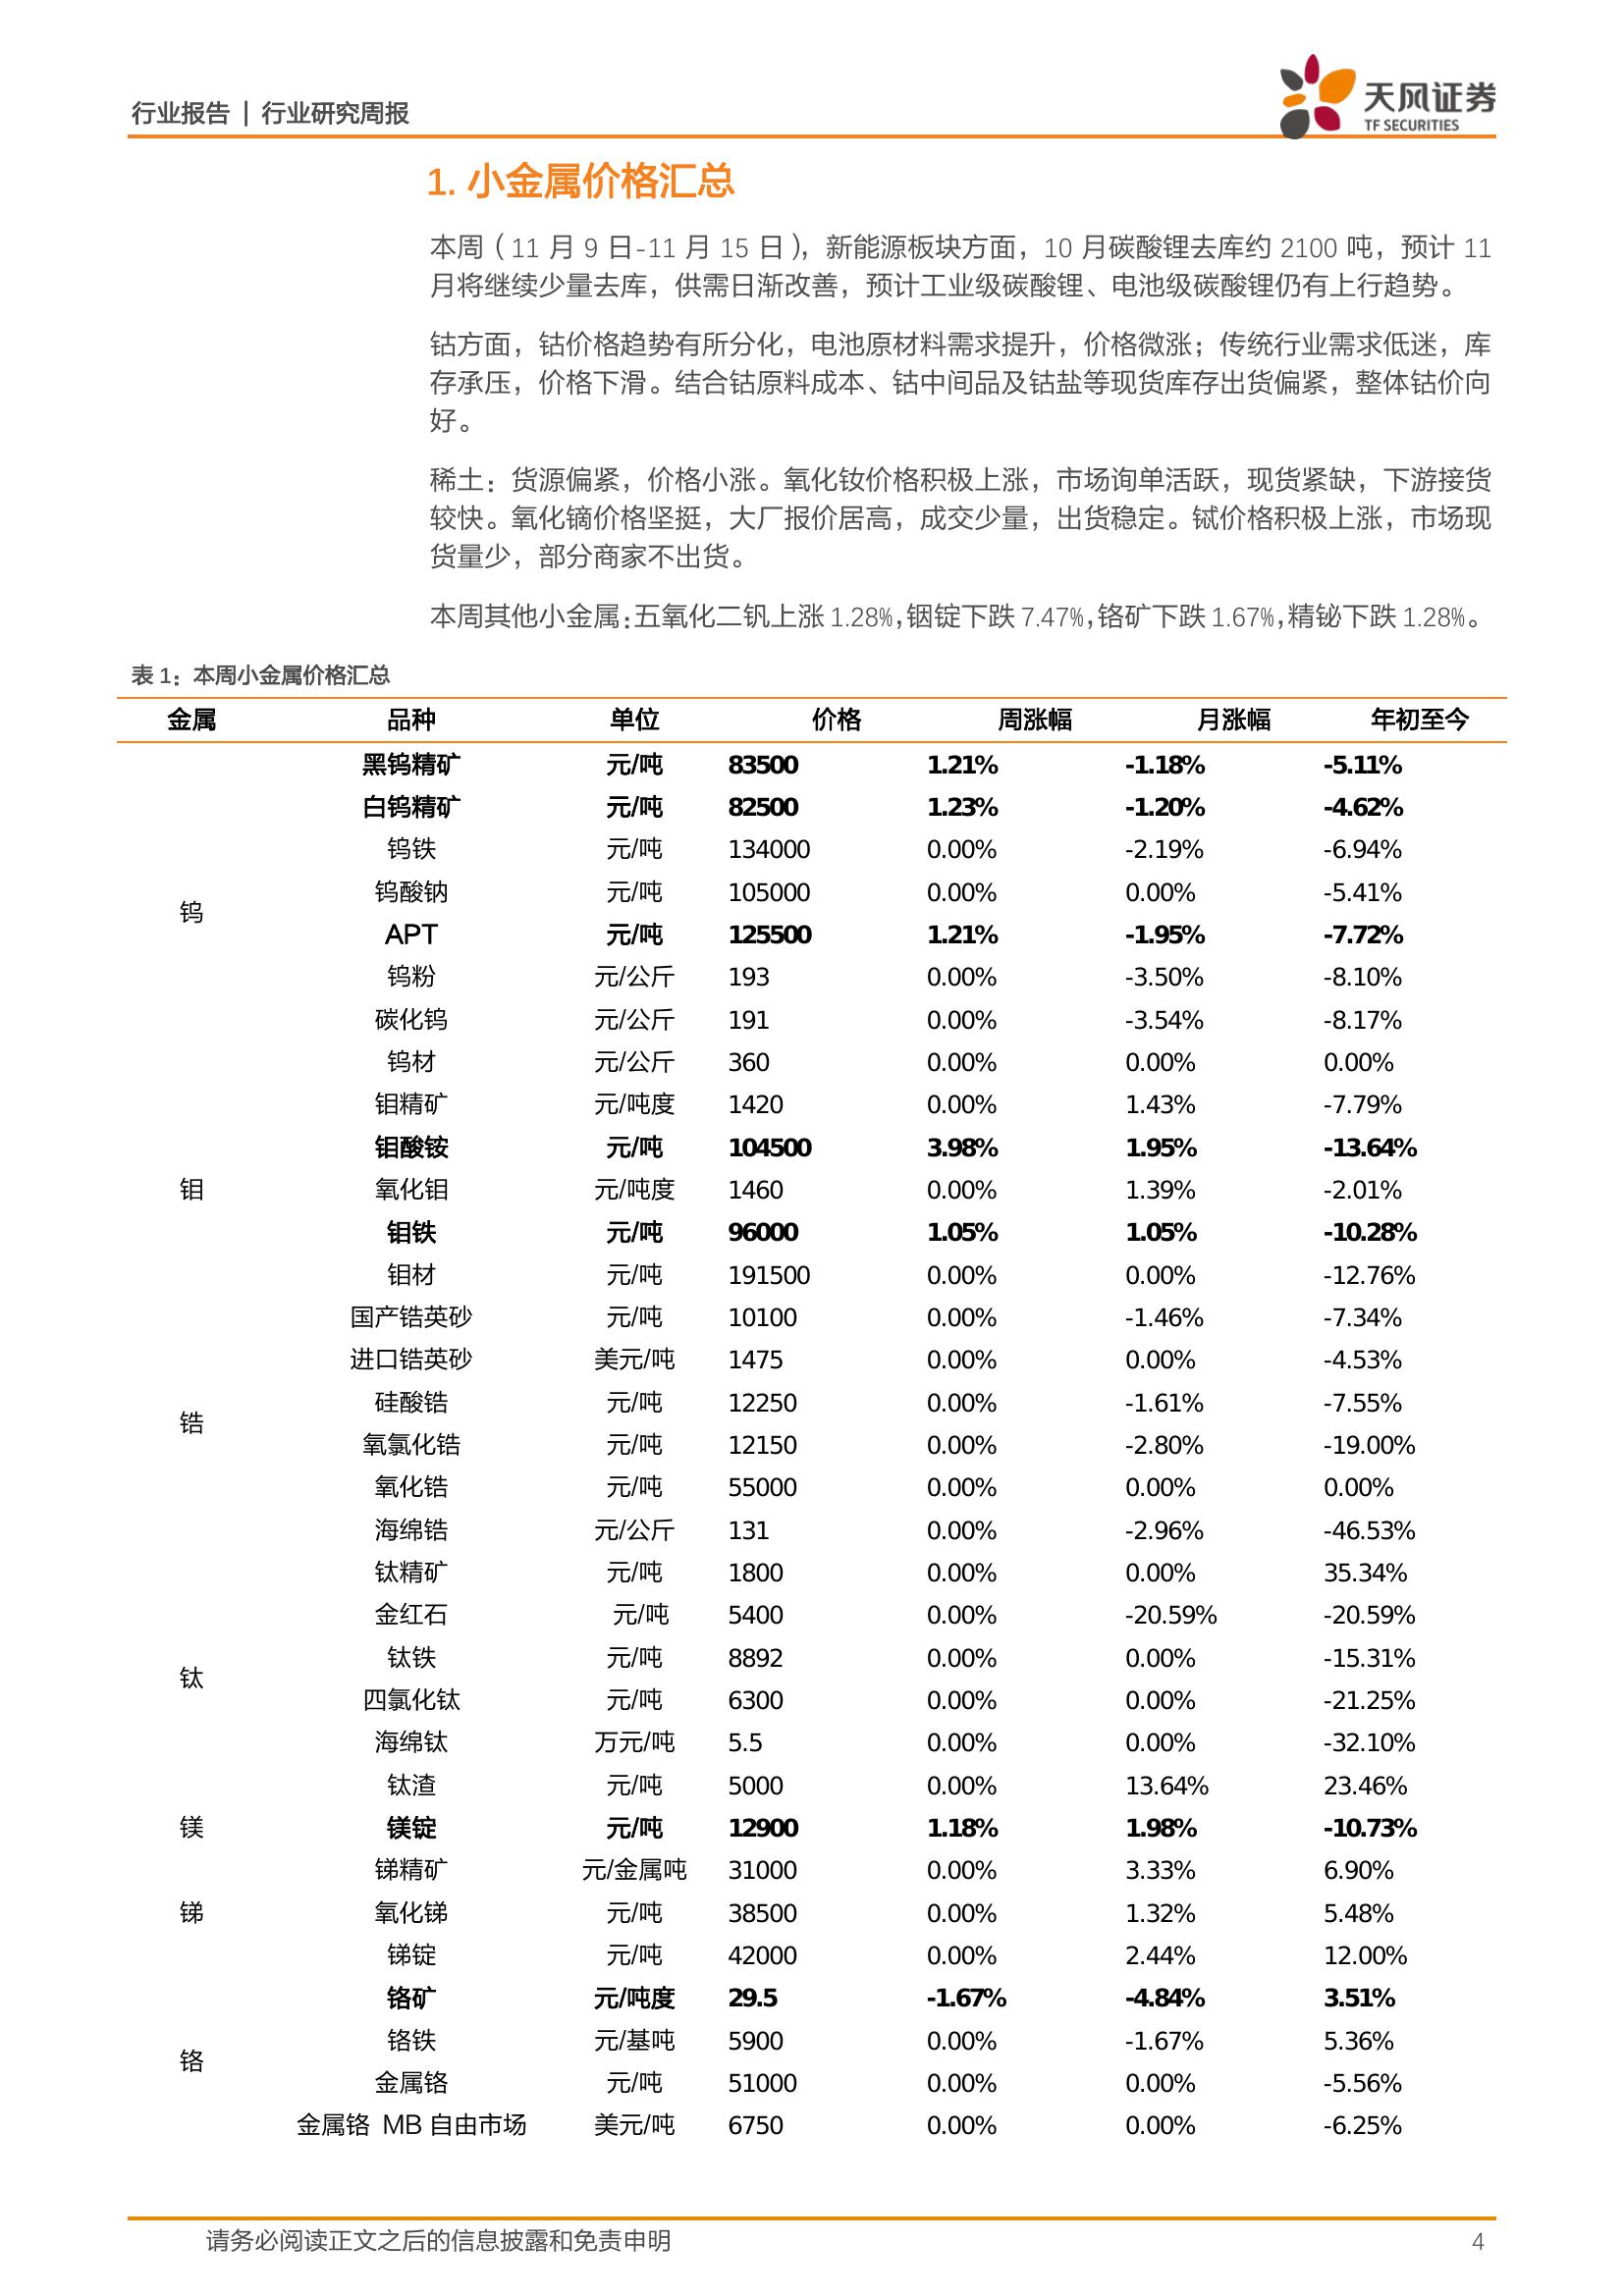 行业报告 | 行业研究周报
天风证券
TF SECURITIES
1. 小金属价格汇总
本周（11 月 9 日-11 月 15 日），新能源板块方面，10 月碳酸锂去库约 2100 吨，预计 11
月将继续少量去库，供需日渐改善，预计工业级碳酸锂、电池级碳酸锂仍有上行趋势。
钴方面，钴价格趋势有所分化，电池原材料需求提升，价格微涨；传统行业需求低迷，库
存承压，价格下滑。结合钴原料成本、钴中间品及钴盐等现货库存出货偏紧，整体钴价向
好。
稀土：货源偏紧，价格小涨。氧化钕价格积极上涨，市场询单活跃，现货紧缺，下游接货
较快。氧化镝价格坚挺，大厂报价居高，成交少量，出货稳定。铽价格积极上涨，市场现
货量少，部分商家不出货。
本周其他小金属：五氧化二钒上涨 1.28%，铟锭下跌 7.47%，铬矿下跌 1.67%，精铋下跌 1.28%。
表 1：本周小金属价格汇总
金属 品种 单位 价格 周涨幅 月涨幅 年初至今
黑钨精矿 元/吨 83500 1.21% -1.18% -5.11%
白钨精矿 元/吨 82500 1.23% -1.20% -4.62%
钨铁 元/吨 134000 0.00% -2.19% -6.94%
钨酸钠 元/吨 105000 0.00% 0.00% -5.41%
钨
APT 元/吨 125500 1.21% -1.95% -7.72%
钨粉 元/公斤 193 0.00% -3.50% -8.10%
碳化钨 元/公斤 191 0.00% -3.54% -8.17%
钨材 元/公斤 360 0.00% 0.00% 0.00%
钼精矿 元/吨度 1420 0.00% 1.43% -7.79%
钼酸铵 元/吨 104500 3.98% 1.95% -13.64%
钼 氧化钼 元/吨度 1460 0.00% 1.39% -2.01%
钼铁 元/吨 96000 1.05% 1.05% -10.28%
钼材 元/吨 191500 0.00% 0.00% -12.76%
国产锆英砂 元/吨 10100 0.00% -1.46% -7.34%
进口锆英砂 美元/吨 1475 0.00% 0.00% -4.53%
硅酸锆 元/吨 12250 0.00% -1.61% -7.55%
锆
氧氯化锆 元/吨 12150 0.00% -2.80% -19.00%
氧化锆 元/吨 55000 0.00% 0.00% 0.00%
海绵锆 元/公斤 131 0.00% -2.96% -46.53%
钛精矿 元/吨 1800 0.00% 0.00% 35.34%
金红石 元/吨 5400 0.00% -20.59% -20.59%
钛铁 元/吨 8892 0.00% 0.00% -15.31%
钛
四氯化钛 元/吨 6300 0.00% 0.00% -21.25%
海绵钛 万元/吨 5.5 0.00% 0.00% -32.10%
钛渣 元/吨 5000 0.00% 13.64% 23.46%
镁 镁锭 元/吨 12900 1.18% 1.98% -10.73%
锑精矿 元/金属吨 31000 0.00% 3.33% 6.90%
锑 氧化锑 元/吨 38500 0.00% 1.32% 5.48%
锑锭 元/吨 42000 0.00% 2.44% 12.00%
铬矿 元/吨度 29.5 -1.67% -4.84% 3.51%
铬铁 元/基吨 5900 0.00% -1.67% 5.36%
铬
金属铬 元/吨 51000 0.00% 0.00% -5.56%
金属铬 MB 自由市场 美元/吨 6750 0.00% 0.00% -6.25%
请务必阅读正文之后的信息披露和免责申明 4